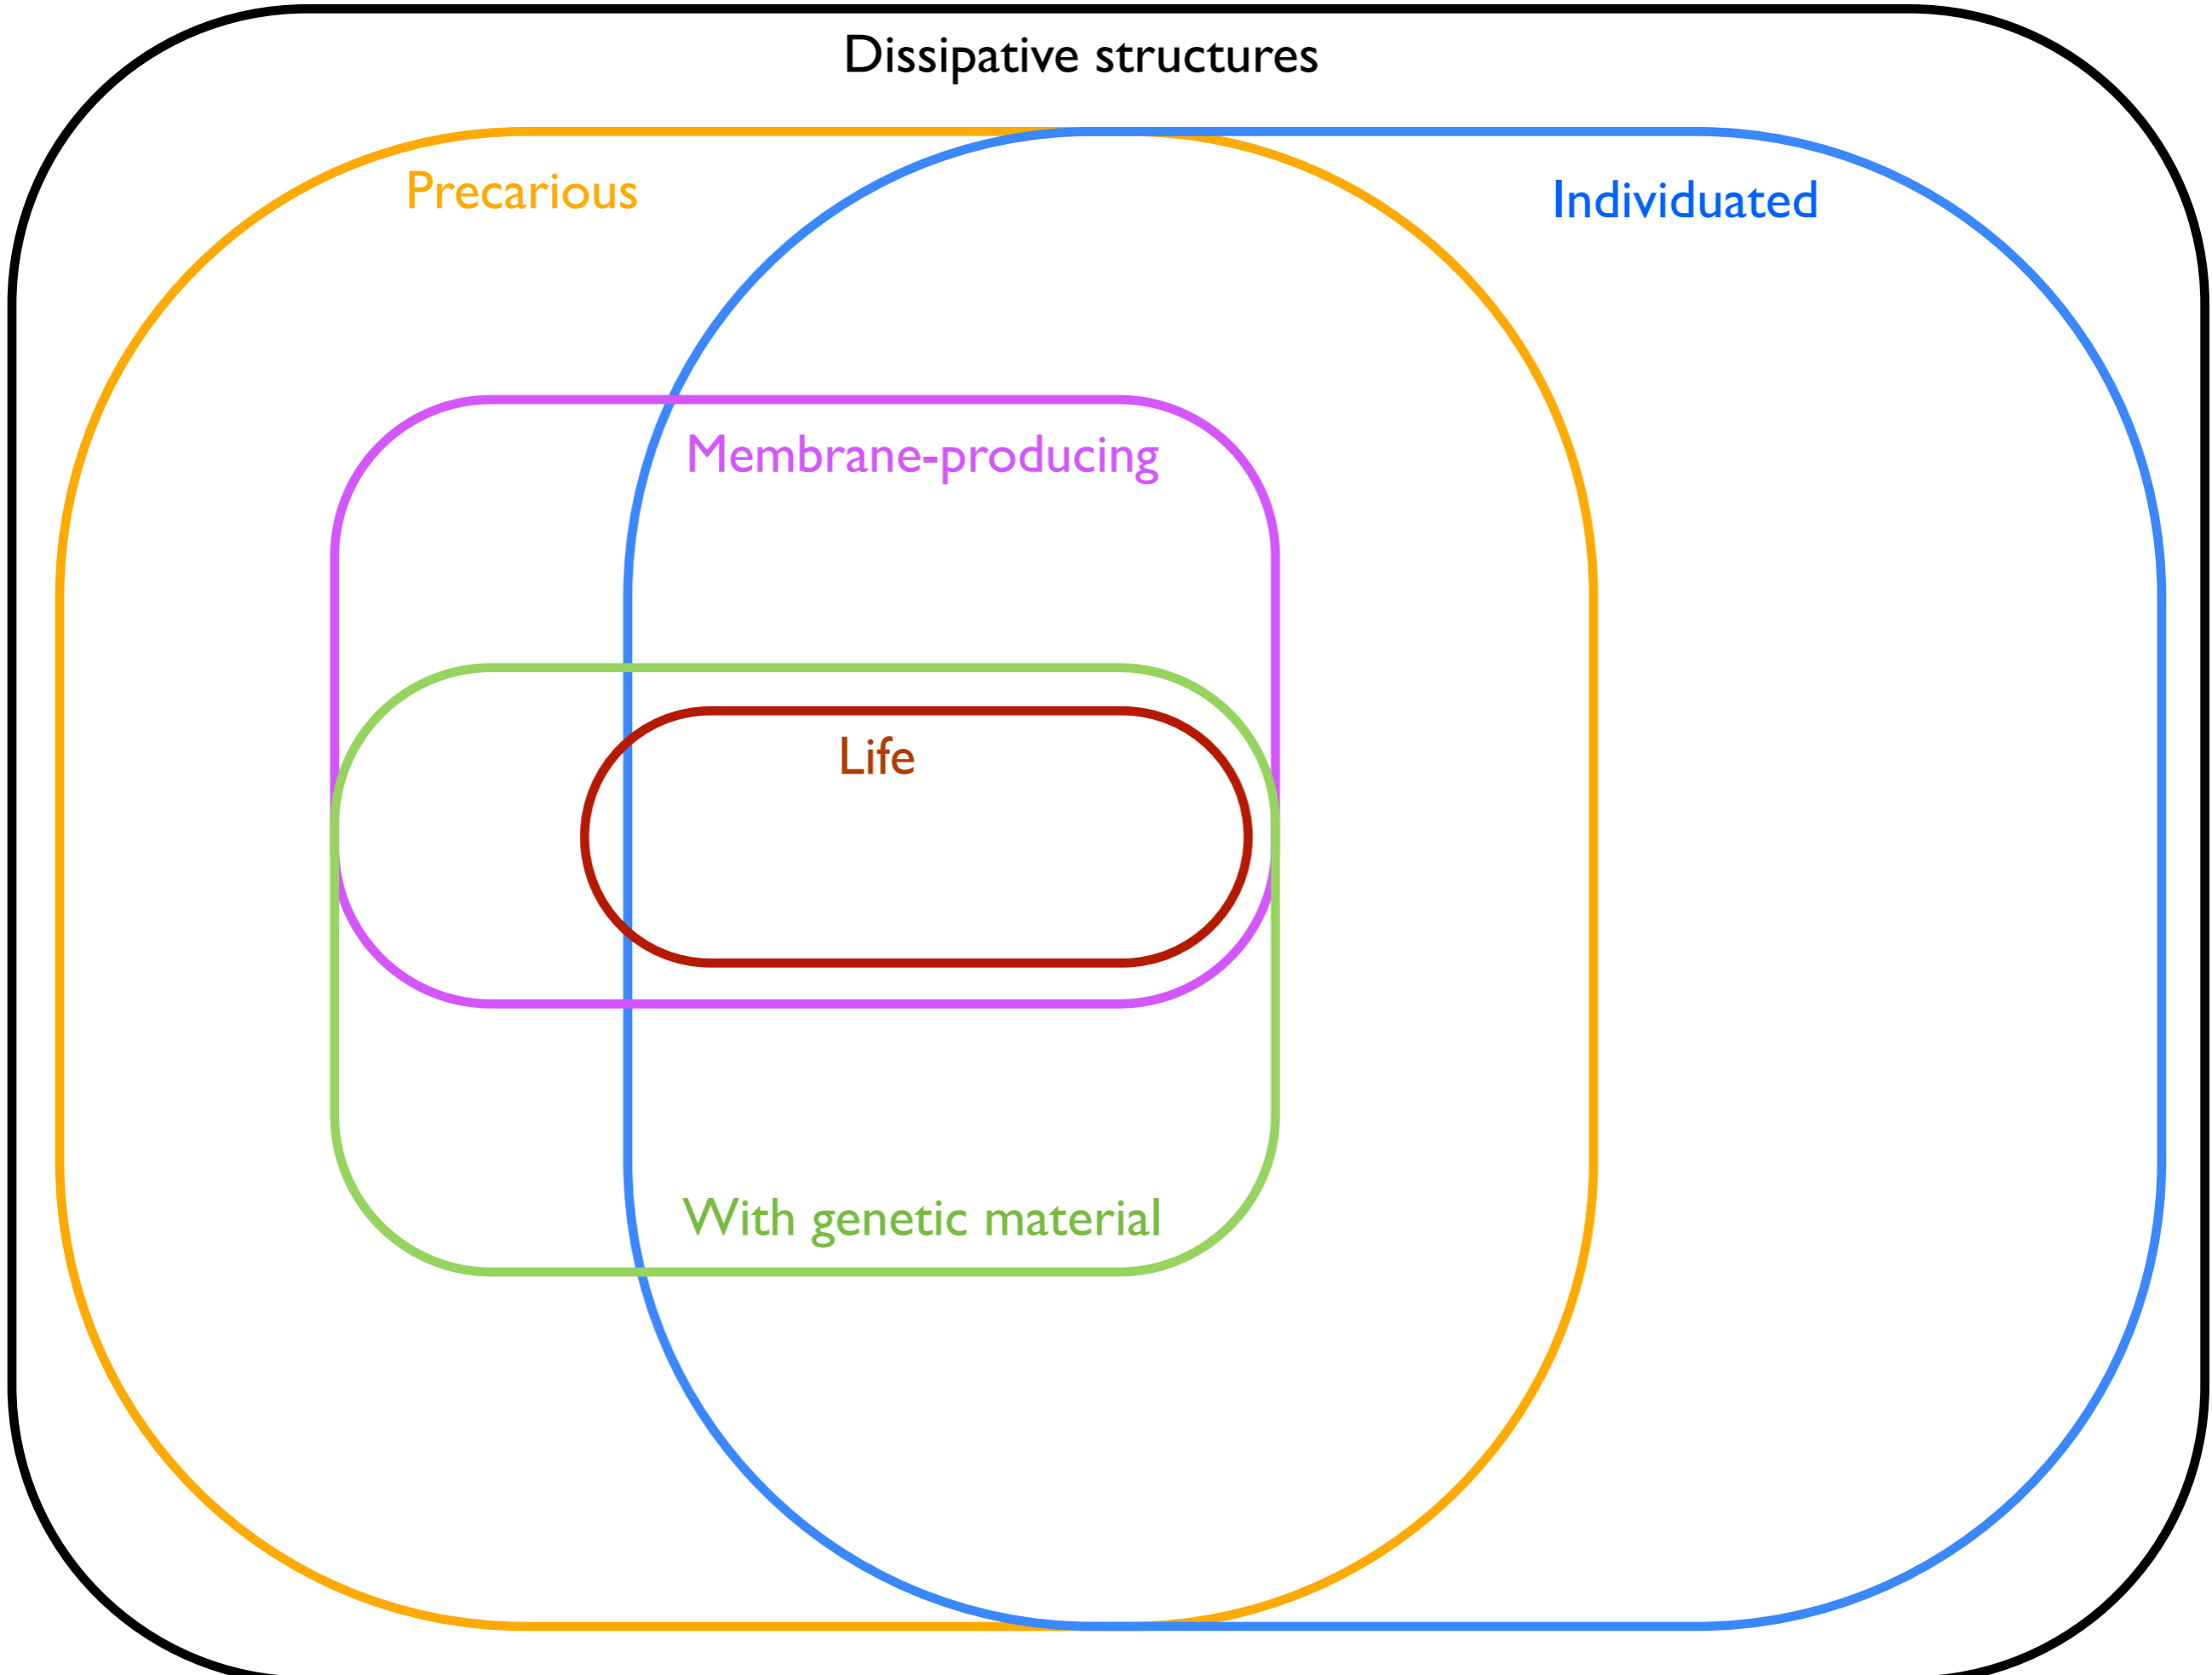 Dissipative structures
Precarious
Individuated
Membrane-producing
Life
With genetic material